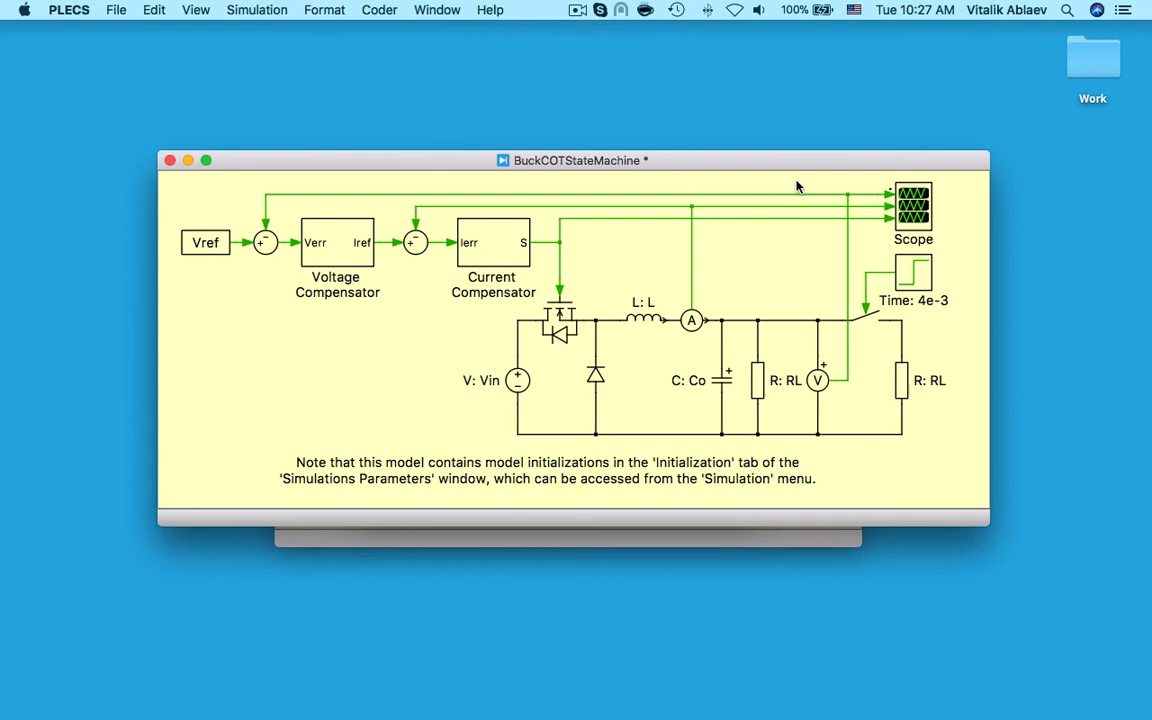 PLECS File Edit View Simulation Format Coder Window Help 100% Tue 10:27 AM Vitalik Ablaev
Work
BuckCOTStateMachine *
Vref
+
−
Verr Iref
Voltage
Compensator
+
−
Ierr S
Current
Compensator
Scope
Time: 4e-3
L: L
A
V: Vin
+
−
C: Co
+
R: RL
V
+
R: RL
Note that this model contains model initializations in the 'Initialization' tab of the
'Simulations Parameters' window, which can be accessed from the 'Simulation' menu.